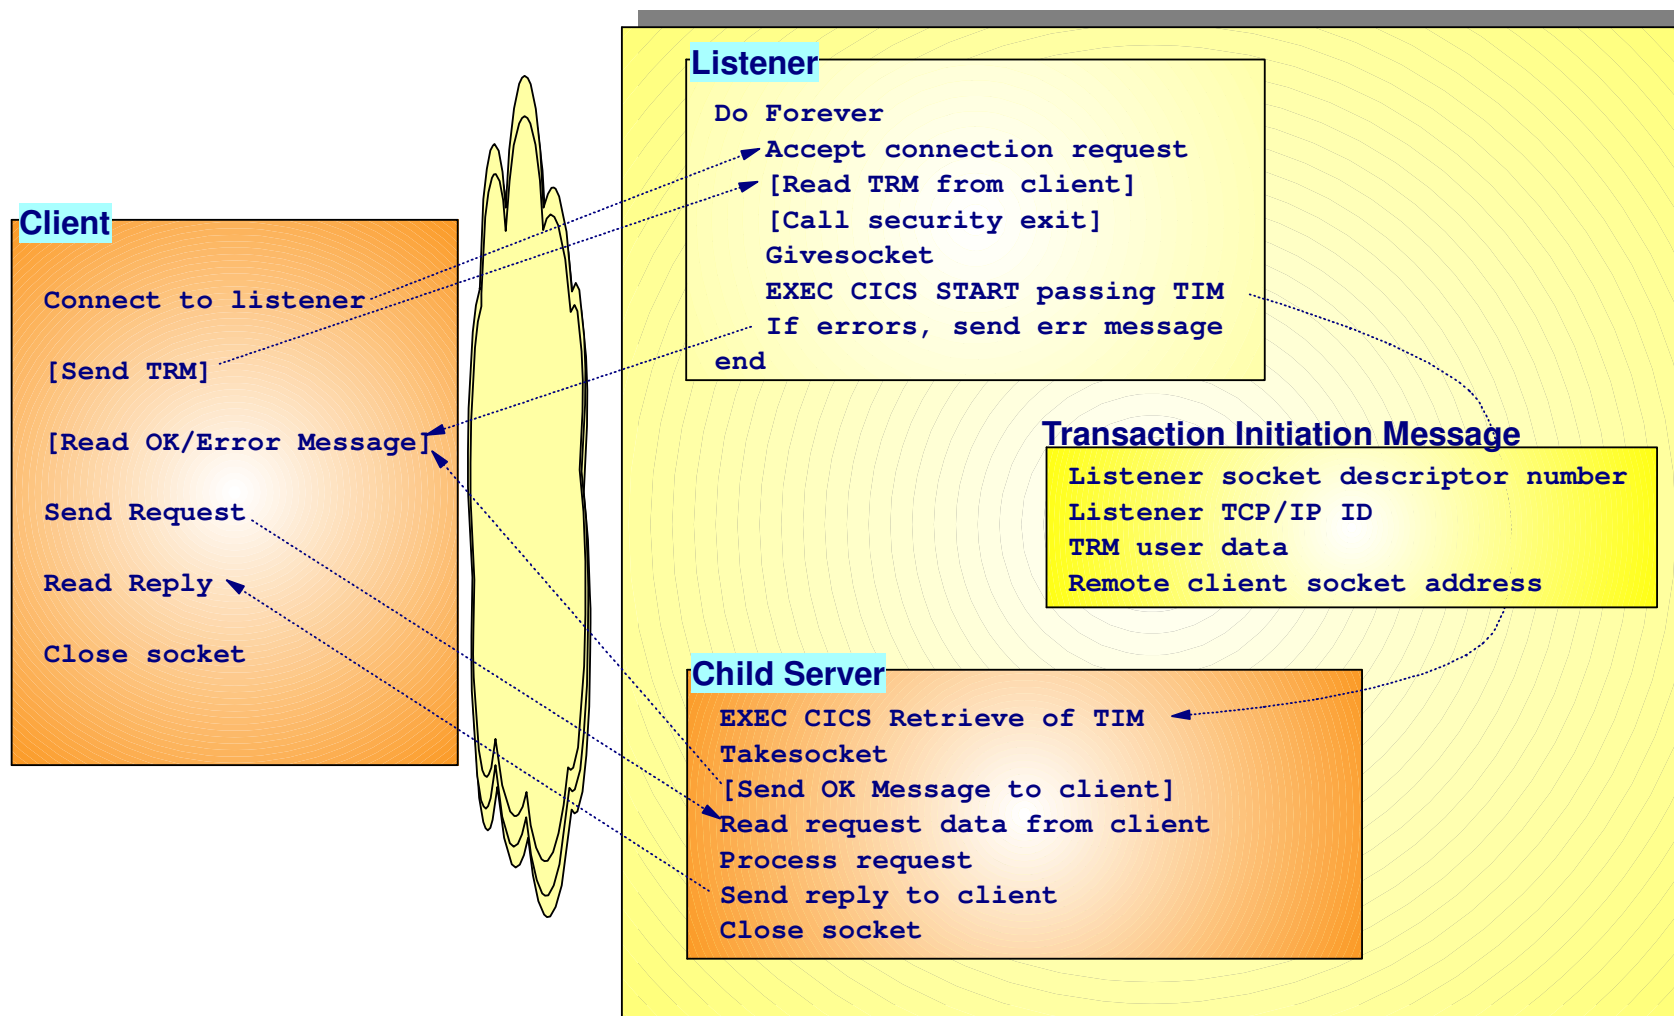 Client
Connect to listener
[Send TRM]
[Read OK/Error Message]
Send Request
Read Reply
Close socket
Listener
Do Forever
Accept connection request
[Read TRM from client]
[Call security exit]
Givesocket
EXEC CICS START passing TIM
If errors, send err message
end
Transaction Initiation Message
Listener socket descriptor number
Listener TCP/IP ID
TRM user data
Remote client socket address
Child Server
EXEC CICS Retrieve of TIM
Takesocket
[Send OK Message to client]
Read request data from client
Process request
Send reply to client
Close socket